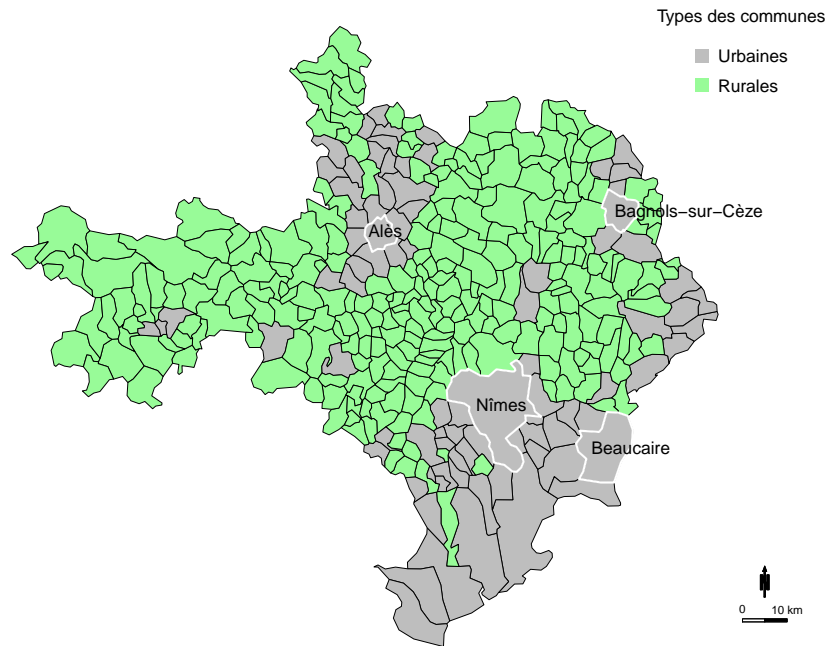 Types des communes
Urbaines
Rurales
Bagnols−sur−Cèze
Alès
Nîmes
Beaucaire
N
0 10 km